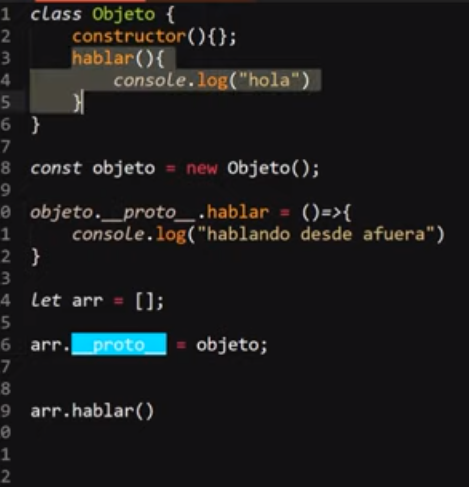 1 class Objeto {
2 constructor(){};
3 hablar(){
4 console.log("hola")
5 }
6 }
7
8 const objeto = new Objeto();
9
0 objeto.__proto__.hablar = ()=>{
1 console.log("hablando desde afuera")
2 }
3
4 let arr = [];
5
6 arr.__proto__ = objeto;
7
8
9 arr.hablar()
0
1
2